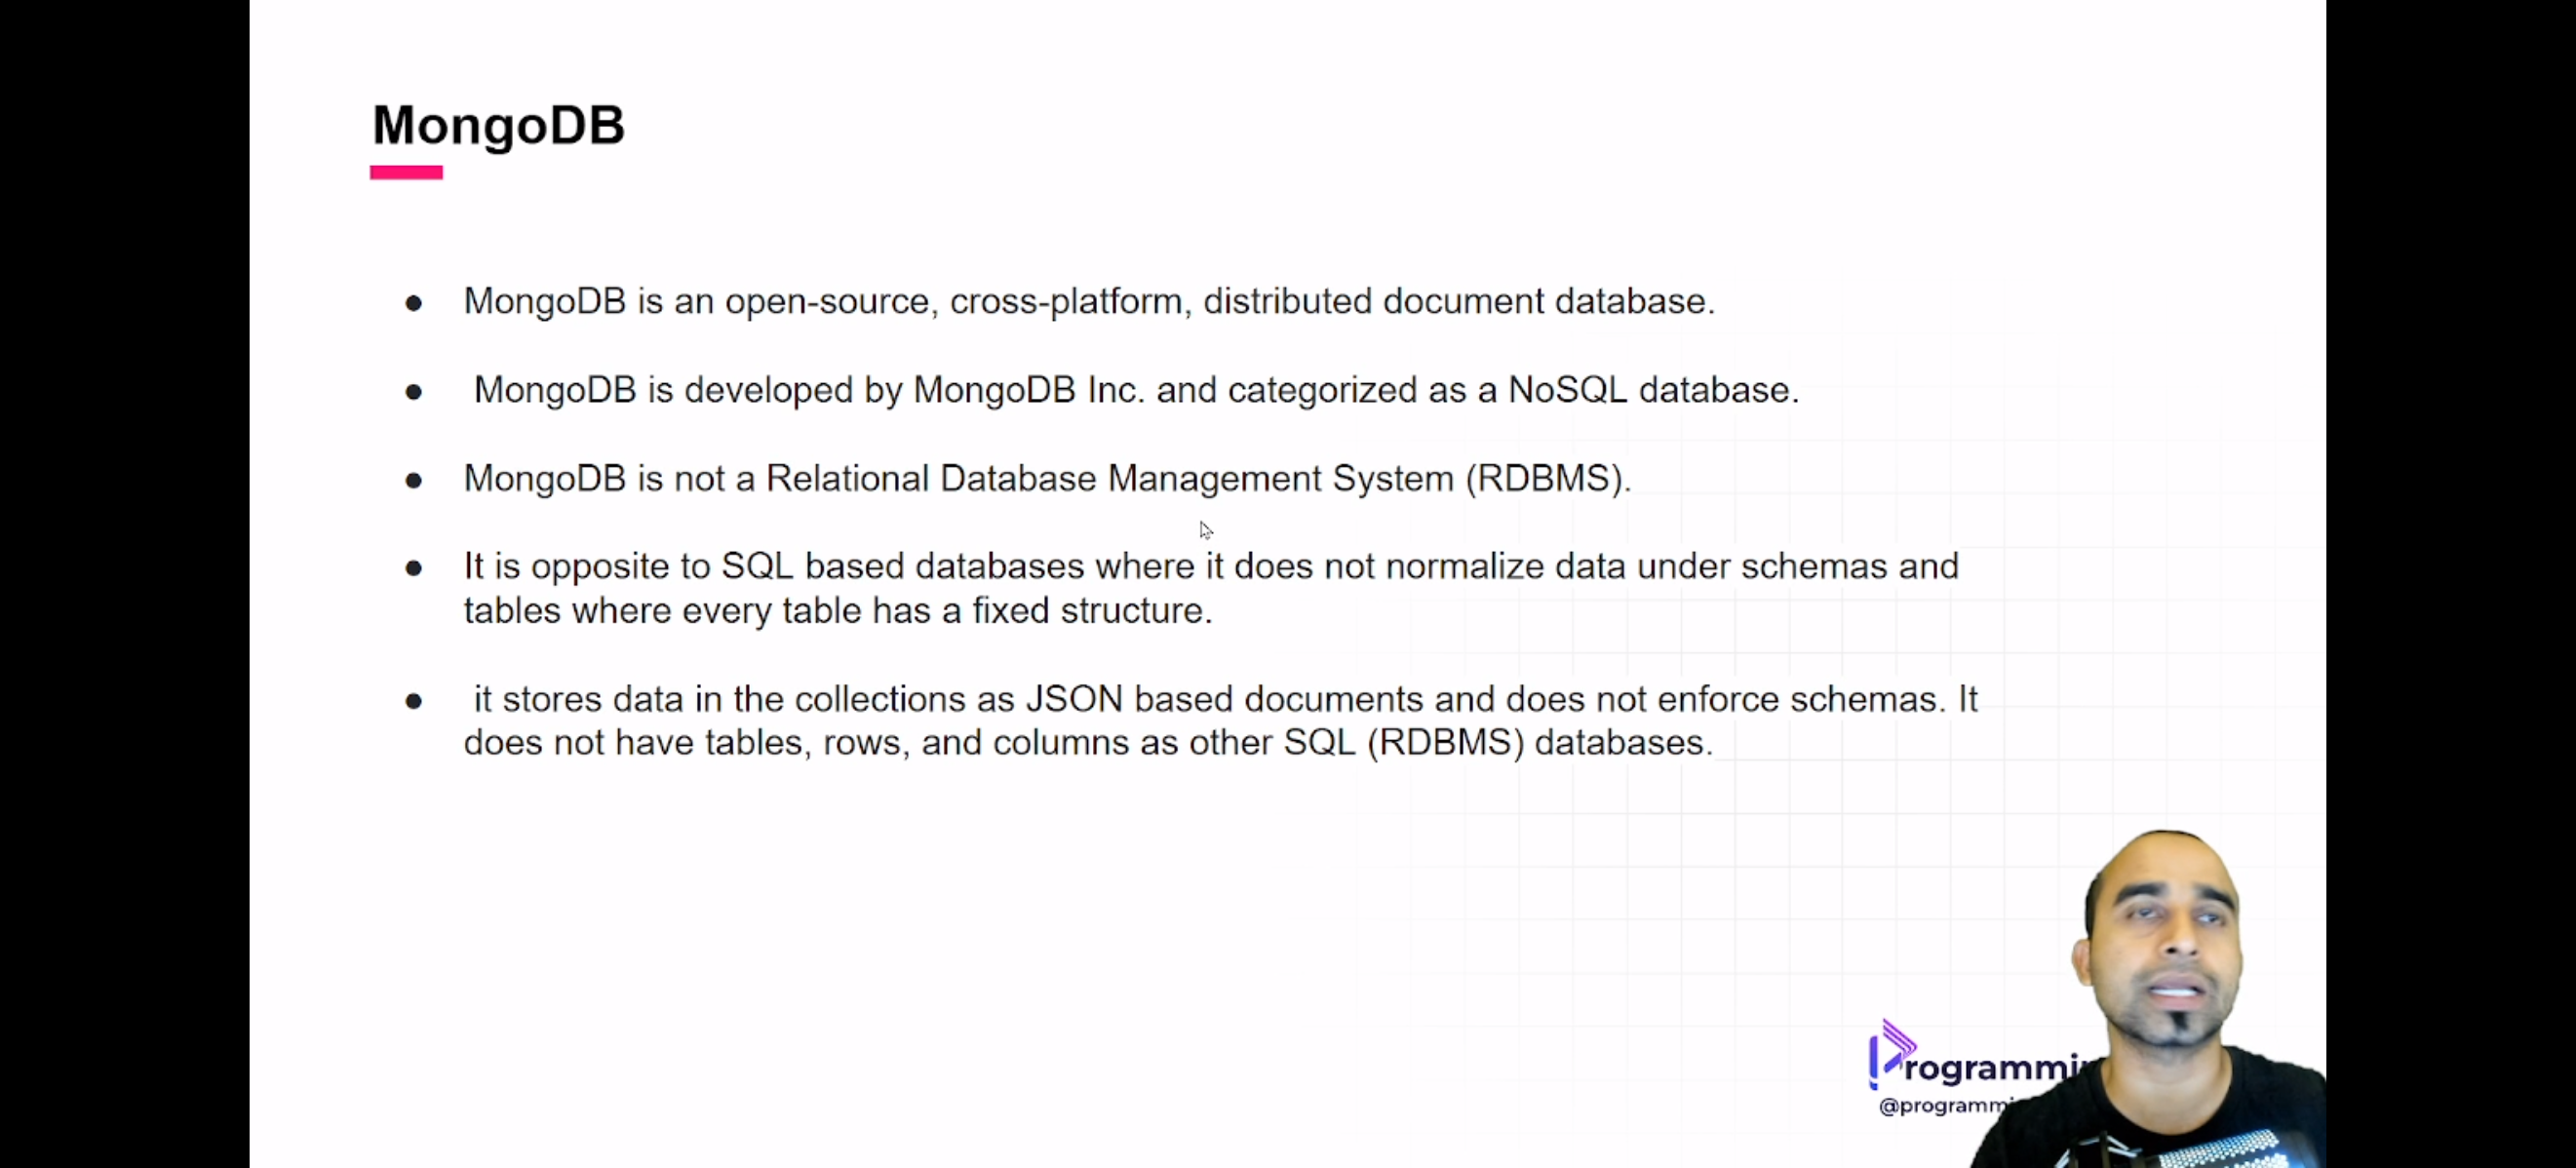 MongoDB
● MongoDB is an open-source, cross-platform, distributed document database.
● MongoDB is developed by MongoDB Inc. and categorized as a NoSQL database.
● MongoDB is not a Relational Database Management System (RDBMS).
● It is opposite to SQL based databases where it does not normalize data under schemas and
tables where every table has a fixed structure.
● it stores data in the collections as JSON based documents and does not enforce schemas. It
does not have tables, rows, and columns as other SQL (RDBMS) databases.